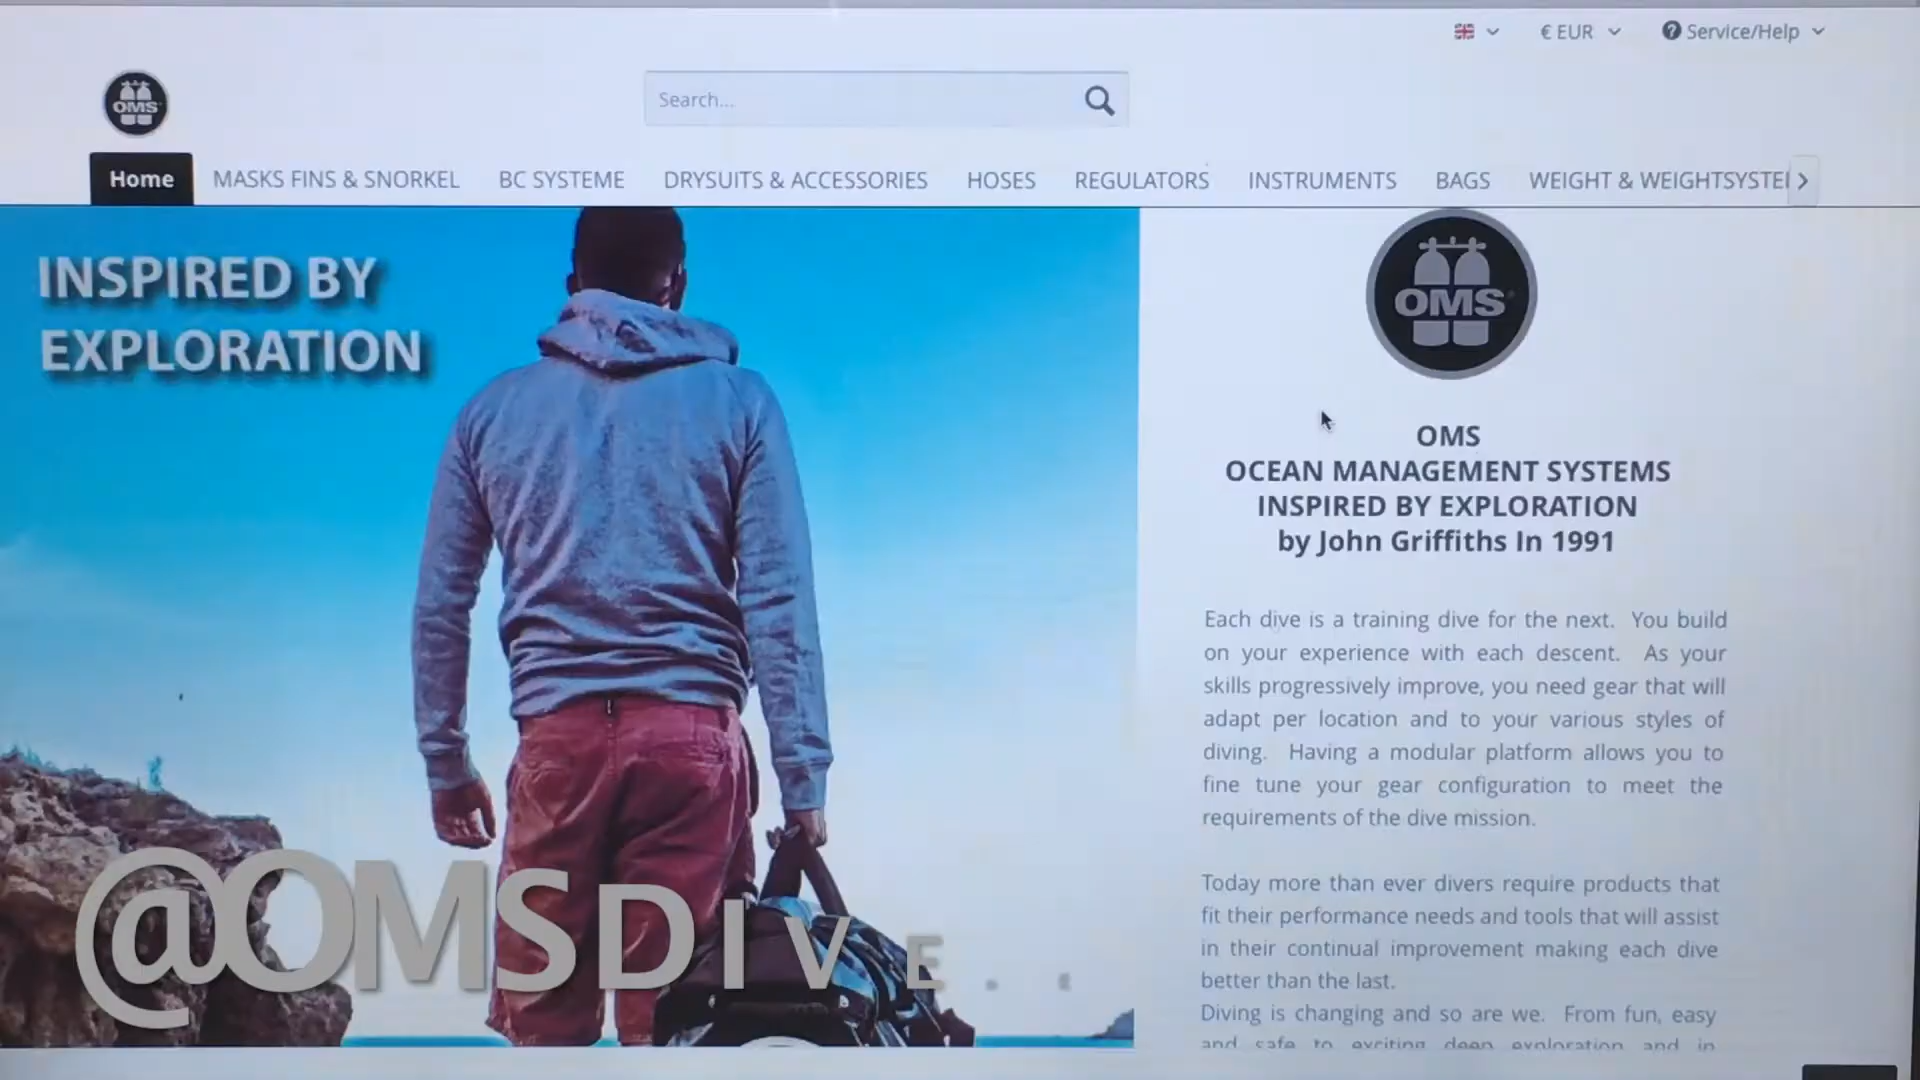 € EUR
Service/Help
OMS
Search...
Home
MASKS FINS & SNORKEL
BC SYSTEME
DRYSUITS & ACCESSORIES
HOSES
REGULATORS
INSTRUMENTS
BAGS
WEIGHT &
INSPIRED BY
EXPLORATION
OMS
OMS
OCEAN MANAGEMENT SYSTEMS
INSPIRED BY EXPLORATION
by John Griffiths In 1991
Each dive is a training dive for the next. You build
on your experience with each descent. As your
skills progressively improve, you need gear that will
adapt per location and to your various styles of
diving. Having a modular platform allows you to
fine tune your gear configuration to meet the
requirements of the dive mission.
Today more than ever divers require products that
fit their performance needs and tools that will assist
in their continual improvement making each dive
better than the last.
Diving is changing and so are we. From fun, easy
and safe to exciting deep exploration and in
@OMSDIVE.